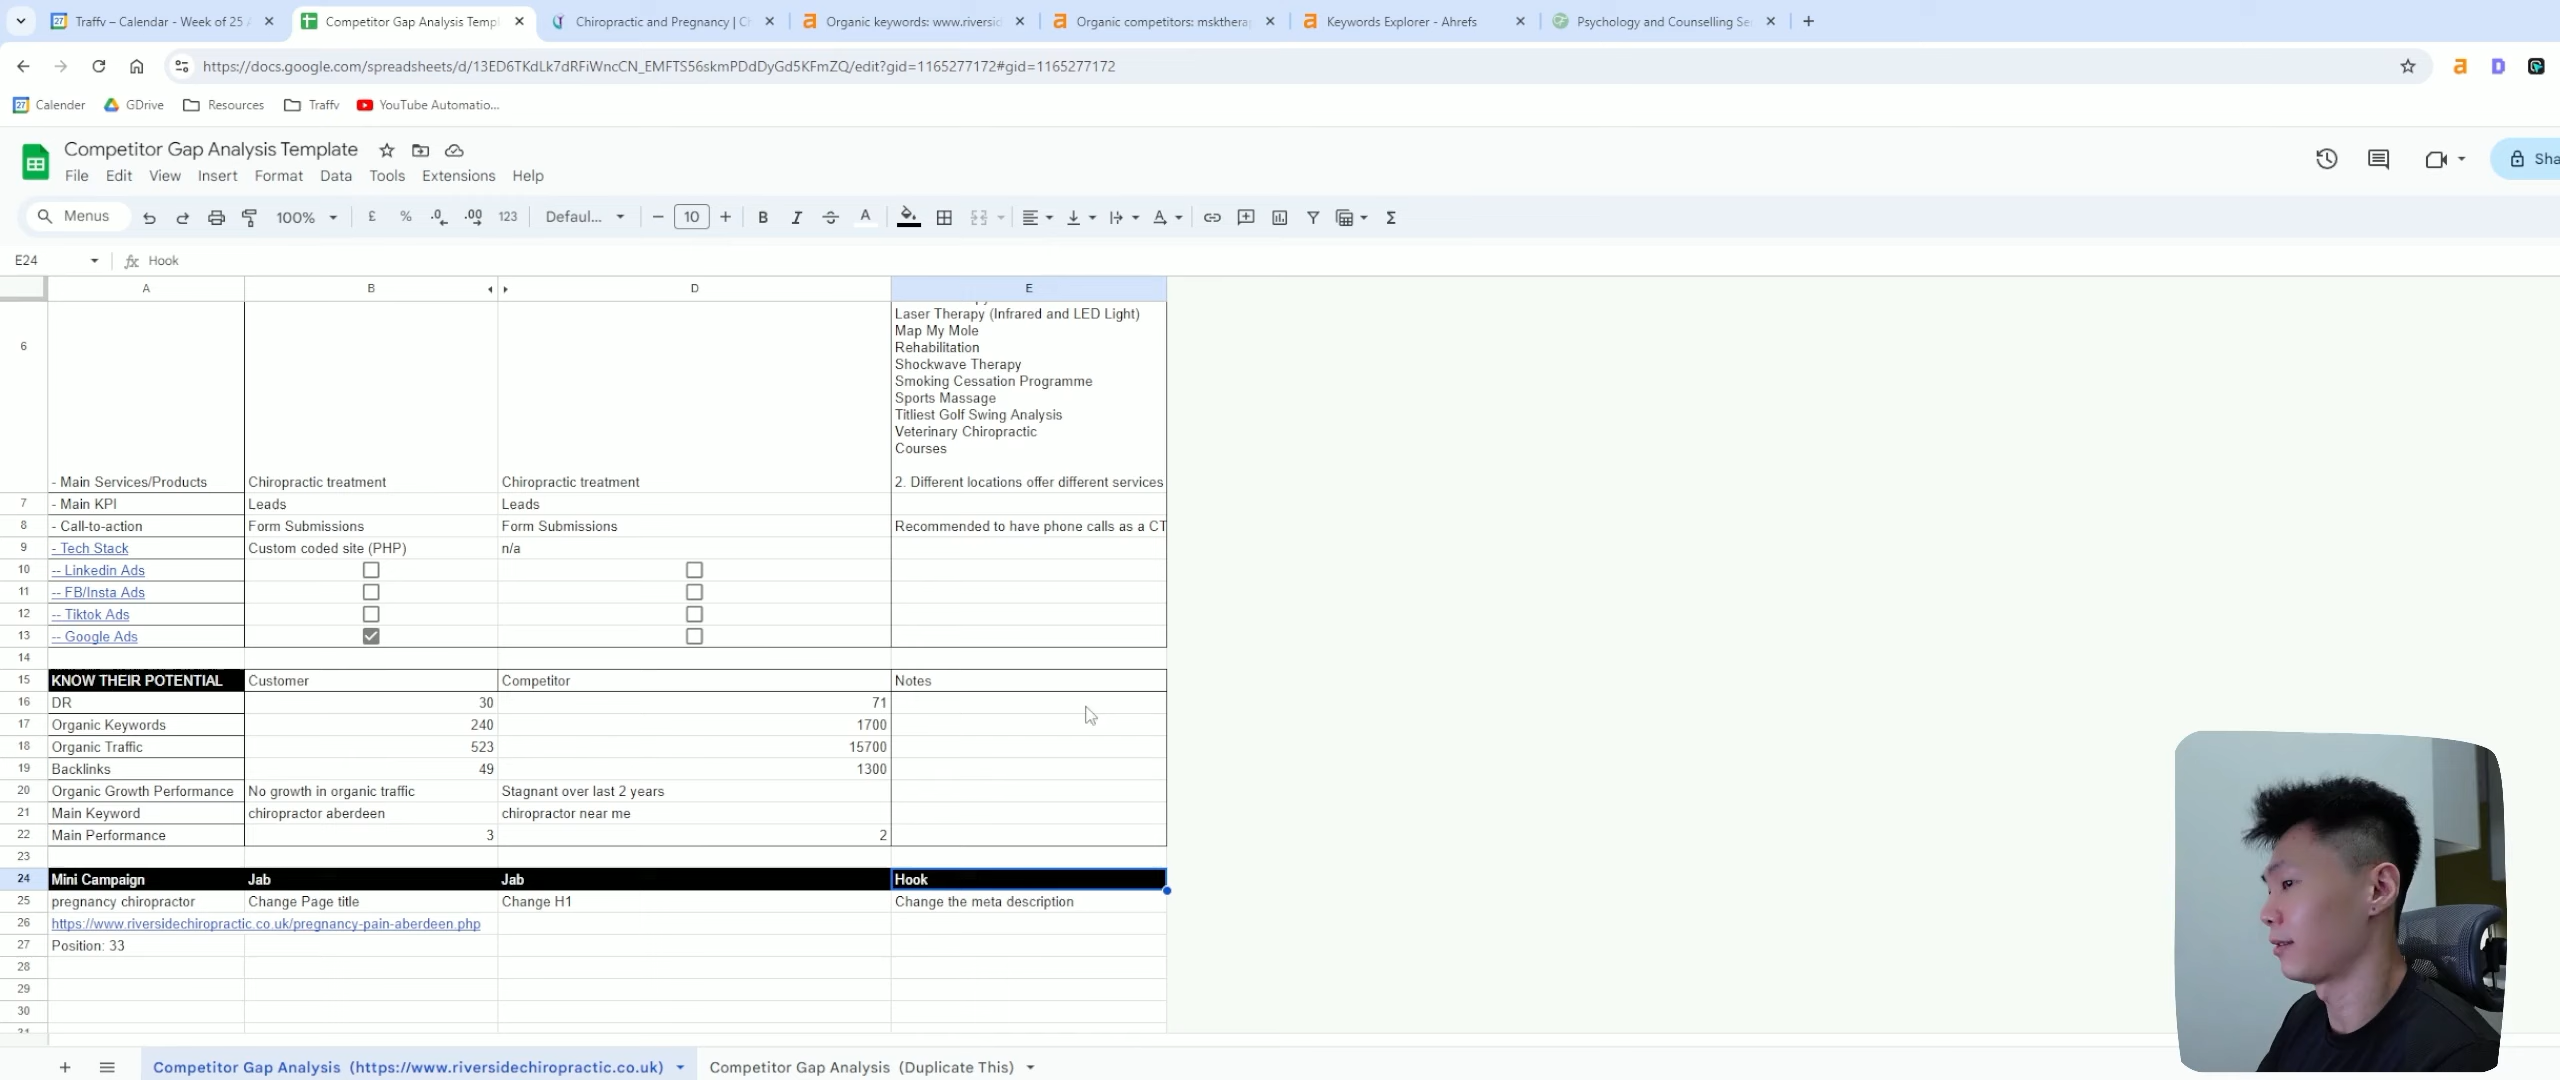 Traffv – Calendar - Week of 25 A
Competitor Gap Analysis Templ
Chiropractic and Pregnancy | Ch
Organic keywords: www.riversid
Organic competitors: mskthera
Keywords Explorer - Ahrefs
Psychology and Counselling Se
https://docs.google.com/spreadsheets/d/13ED6TKdLk7dRFiWncCN_EMFTS56skmPDdDyGd5KFmZQ/edit?gid=1165277172#gid=1165277172
Calender
GDrive
Resources
Traffv
YouTube Automatio...
Competitor Gap Analysis Template
File Edit View Insert Format Data Tools Extensions Help
Sha
Menus 100% £ % .0 .00 123 Defaul... 10 B I A Σ
E24 fx Hook
A B D E
Laser Therapy (Infrared and LED Light)
Map My Mole
Rehabilitation
Shockwave Therapy
Smoking Cessation Programme
Sports Massage
Titliest Golf Swing Analysis
Veterinary Chiropractic
Courses
6 - Main Services/Products Chiropractic treatment Chiropractic treatment 2. Different locations offer different services
7 - Main KPI Leads Leads
8 - Call-to-action Form Submissions Form Submissions Recommended to have phone calls as a CT
9 - Tech Stack Custom coded site (PHP) n/a
10 -- Linkedin Ads
11 -- FB/Insta Ads
12 -- Tiktok Ads
13 -- Google Ads
14
15 KNOW THEIR POTENTIAL Customer Competitor Notes
16 DR 30 71
17 Organic Keywords 240 1700
18 Organic Traffic 523 15700
19 Backlinks 49 1300
20 Organic Growth Performance No growth in organic traffic Stagnant over last 2 years
21 Main Keyword chiropractor aberdeen chiropractor near me
22 Main Performance 3 2
23
24 Mini Campaign Jab Jab Hook
25 pregnancy chiropractor Change Page title Change H1 Change the meta description
26 https://www.riversidechiropractic.co.uk/pregnancy-pain-aberdeen.php
27 Position: 33
28
29
30
Competitor Gap Analysis (https://www.riversidechiropractic.co.uk)
Competitor Gap Analysis (Duplicate This)